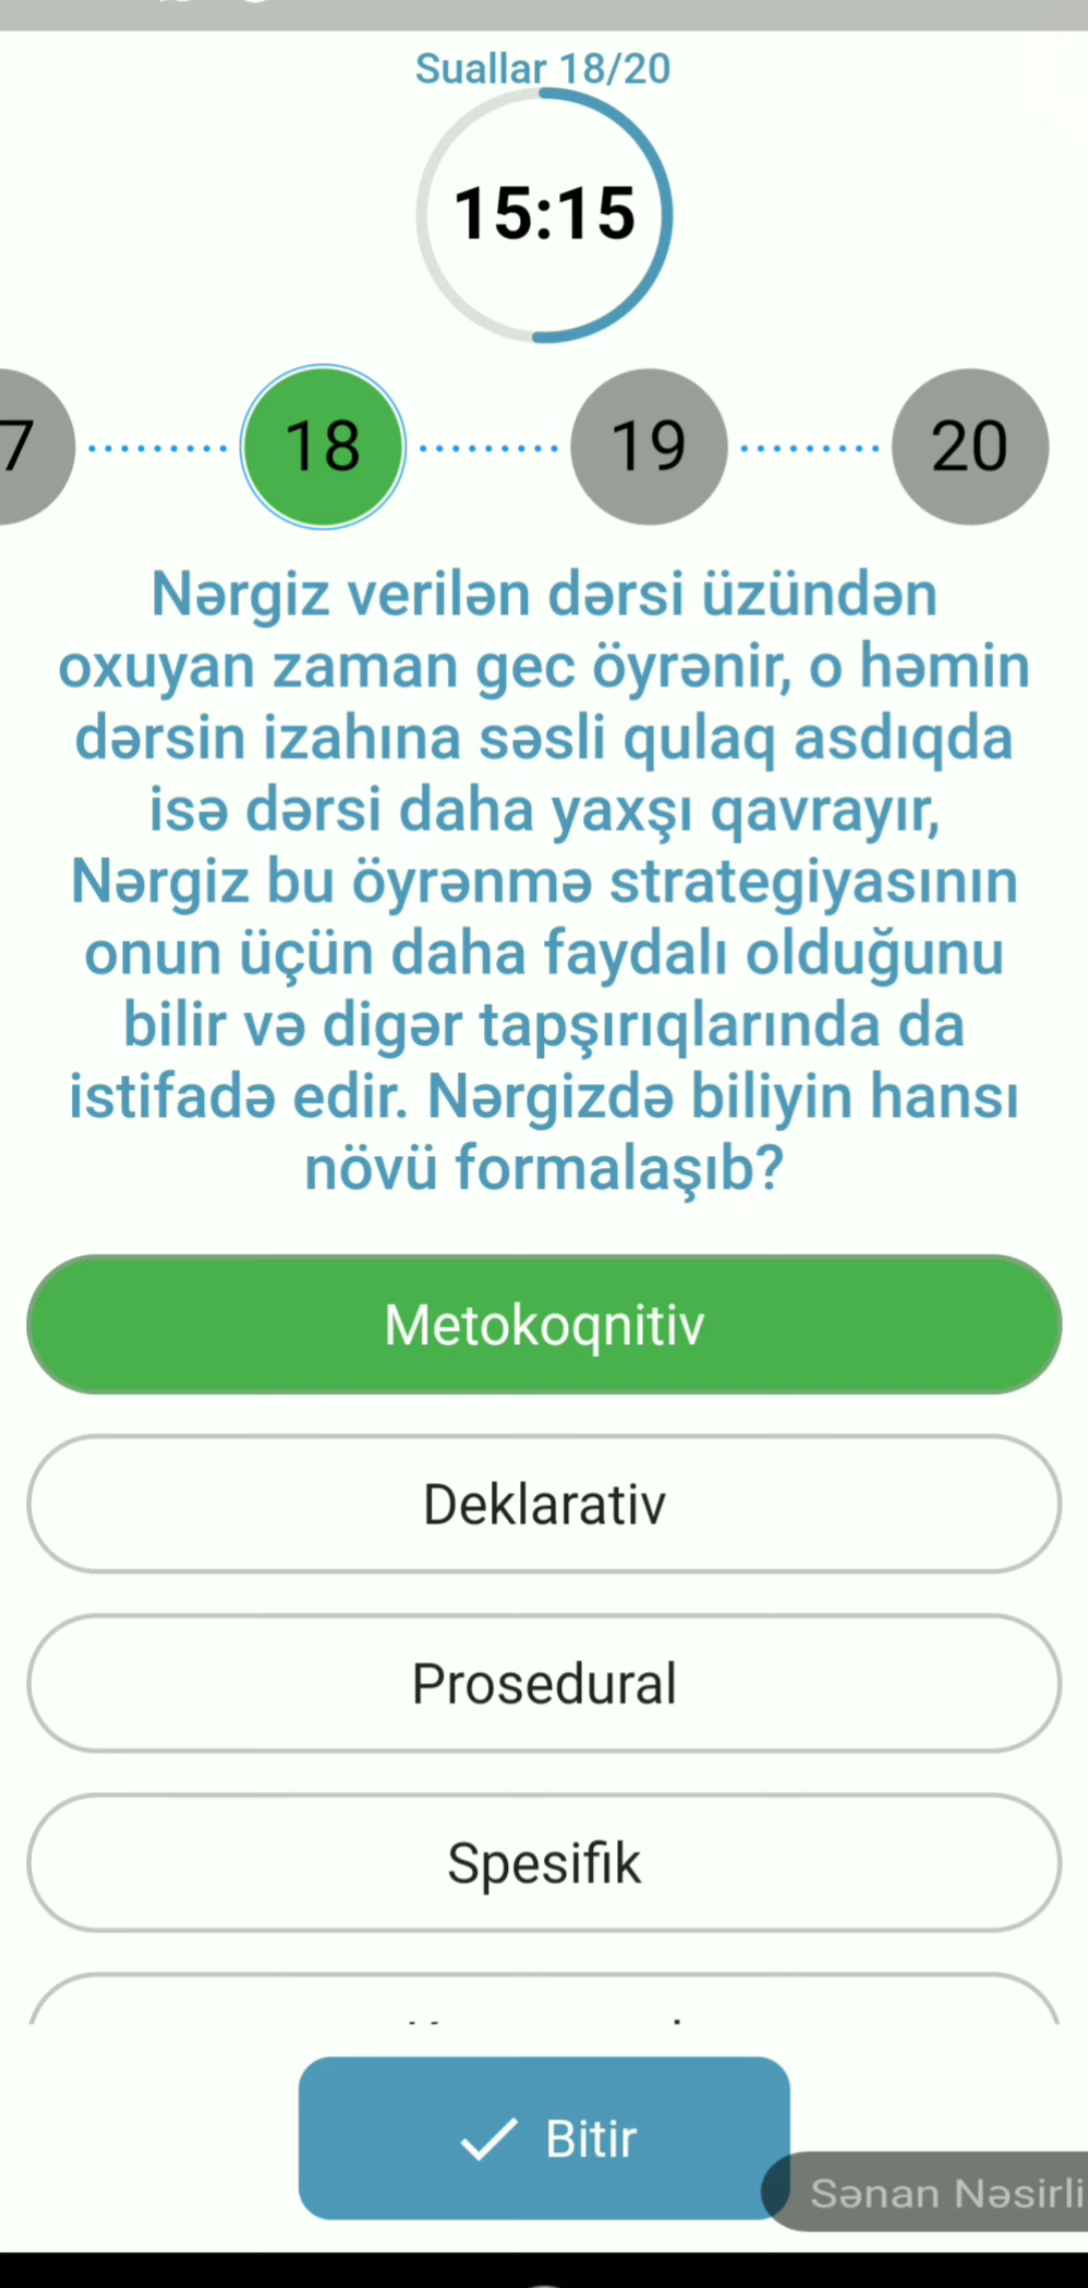 Suallar 18/20
15:15
7 18 19 20
Nərgiz verilən dərsi üzündən
oxuyan zaman gec öyrənir, o həmin
dərsin izahına səsli qulaq asdıqda
isə dərsi daha yaxşı qavrayır,
Nərgiz bu öyrənmə strategiyasının
onun üçün daha faydalı olduğunu
bilir və digər tapşırıqlarında da
istifadə edir. Nərgizdə biliyin hansı
növü formalaşıb?
Metokoqnitiv
Deklarativ
Prosedural
Spesifik
Bitir
Sənan Nəsirli